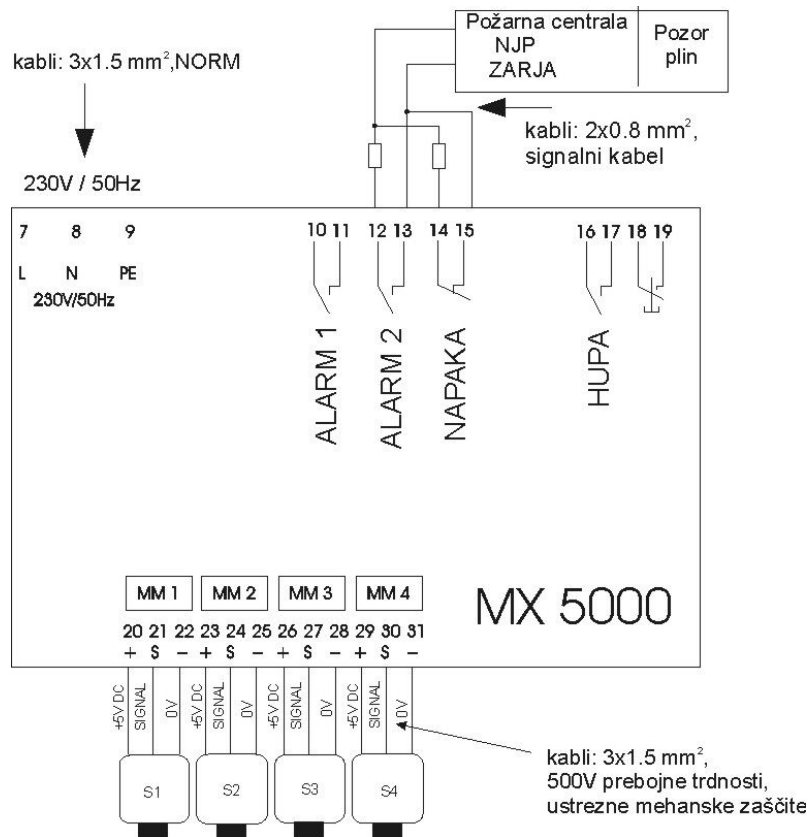 Požarna centrala
NJP
ZARJA
Pozor
plin
kabli: 3x1.5 mm²,NORM
kabli: 2x0.8 mm²,
signalni kabel
230V / 50Hz
7 8 9
L N PE
230V/50Hz
10 11 12 13 14 15 16 17 18 19
ALARM 1
ALARM 2
NAPAKA
HUPA
MM 1 MM 2 MM 3 MM 4
MX 5000
20 21 22 23 24 25 26 27 28 29 30 31
+ S − + S − + S − + S −
+5V DC SIGNAL 0V +5V DC SIGNAL 0V +5V DC SIGNAL 0V +5V DC SIGNAL 0V
S1 S2 S3 S4
kabli: 3x1.5 mm²,
500V prebojne trdnosti,
ustrezne mehanske zaščite